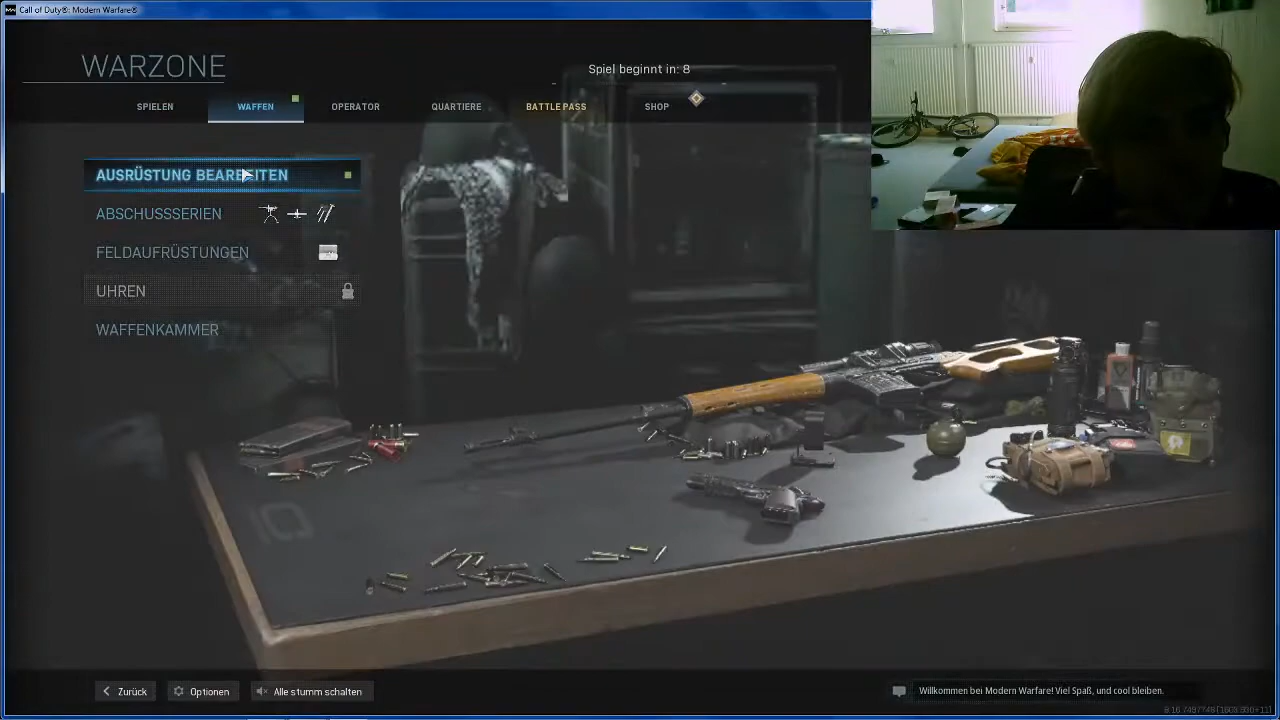 Call of Duty®: Modern Warfare®
WARZONE
Spiel beginnt in: 8
SPIELEN
WAFFEN
OPERATOR
QUARTIERE
BATTLE PASS
SHOP
AUSRÜSTUNG BEARBEITEN
ABSCHUSSSERIEN
FELDAUFRÜSTUNGEN
UHREN
WAFFENKAMMER
Zurück
Optionen
Alle stumm schalten
Willkommen bei Modern Warfare! Viel Spaß, und cool bleiben.